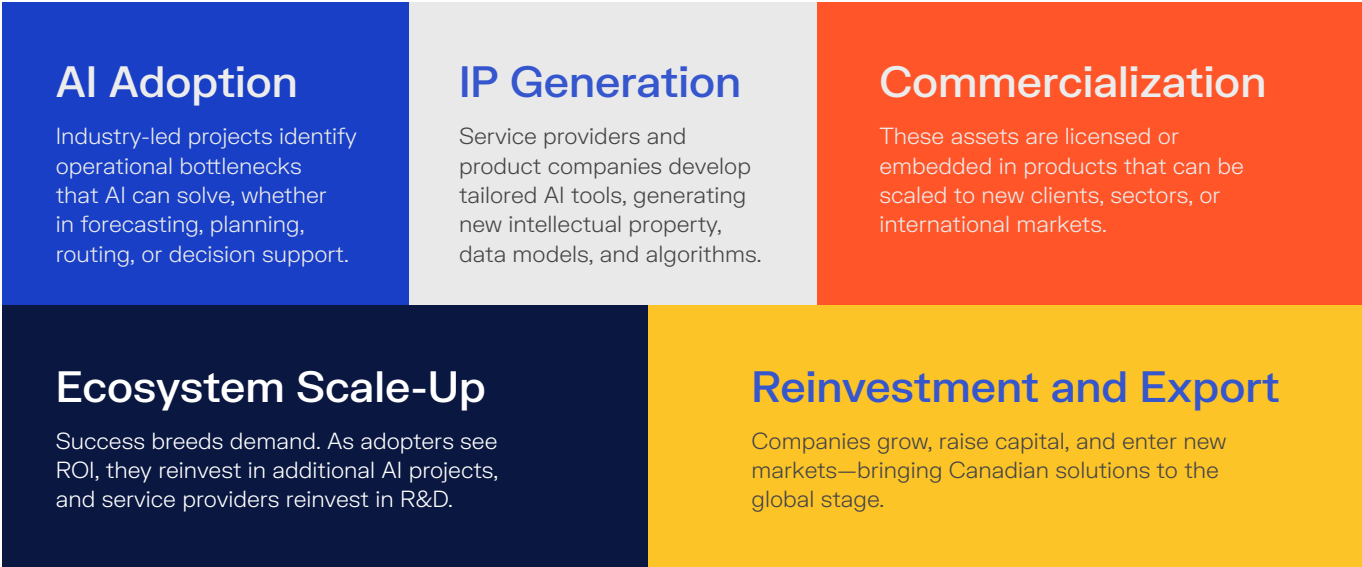 AI Adoption
Industry-led projects identify
operational bottlenecks
that AI can solve, whether
in forecasting, planning,
routing, or decision support.
IP Generation
Service providers and
product companies develop
tailored AI tools, generating
new intellectual property,
data models, and algorithms.
Commercialization
These assets are licensed or
embedded in products that can be
scaled to new clients, sectors, or
international markets.
Ecosystem Scale-Up
Success breeds demand. As adopters see
ROI, they reinvest in additional AI projects,
and service providers reinvest in R&D.
Reinvestment and Export
Companies grow, raise capital, and enter new
markets—bringing Canadian solutions to the
global stage.